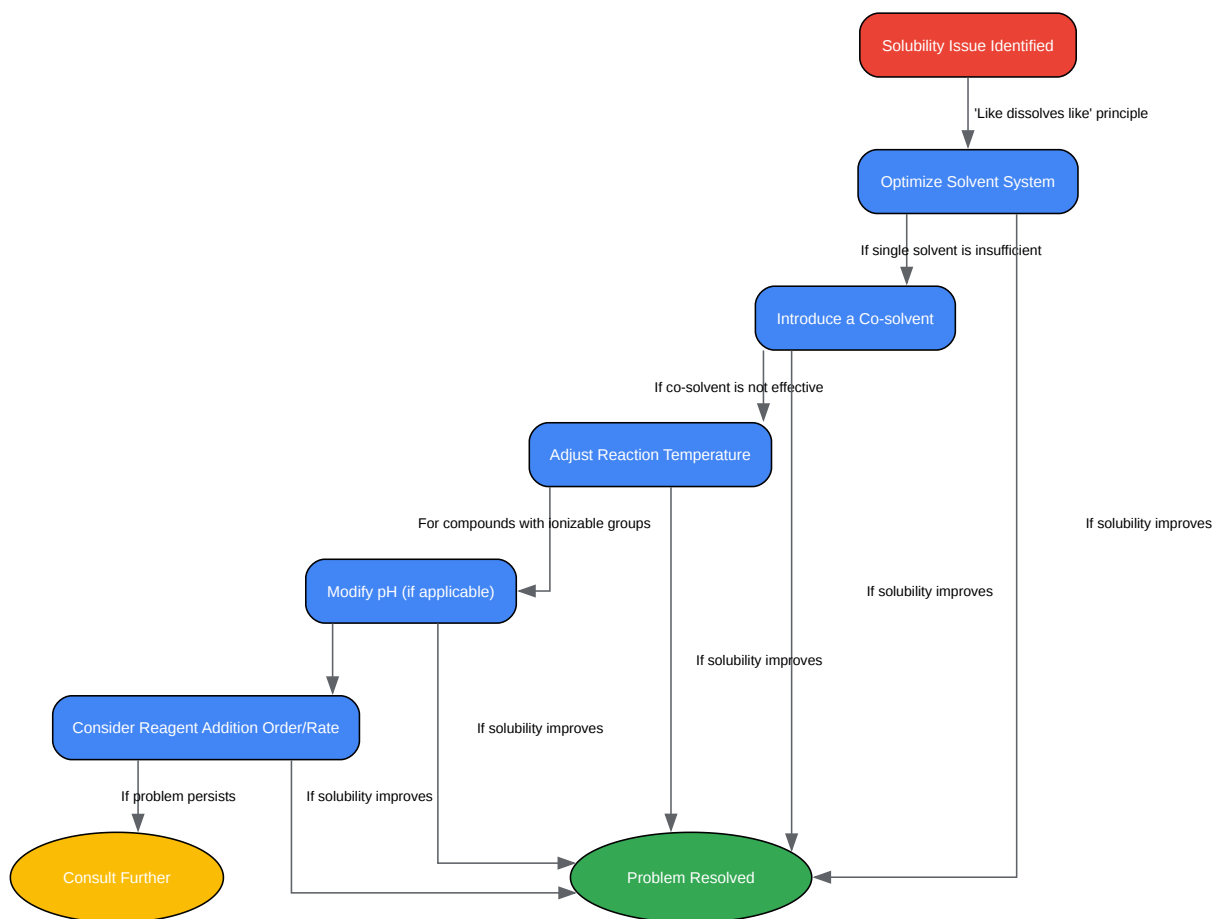 Solubility Issue Identified
'Like dissolves like' principle
Optimize Solvent System
If single solvent is insufficient
Introduce a Co-solvent
If co-solvent is not effective
Adjust Reaction Temperature
For compounds with ionizable groups
If solubility improves
Modify pH (if applicable)
If solubility improves
If solubility improves
Consider Reagent Addition Order/Rate
If solubility improves
If problem persists
If solubility improves
Consult Further
Problem Resolved